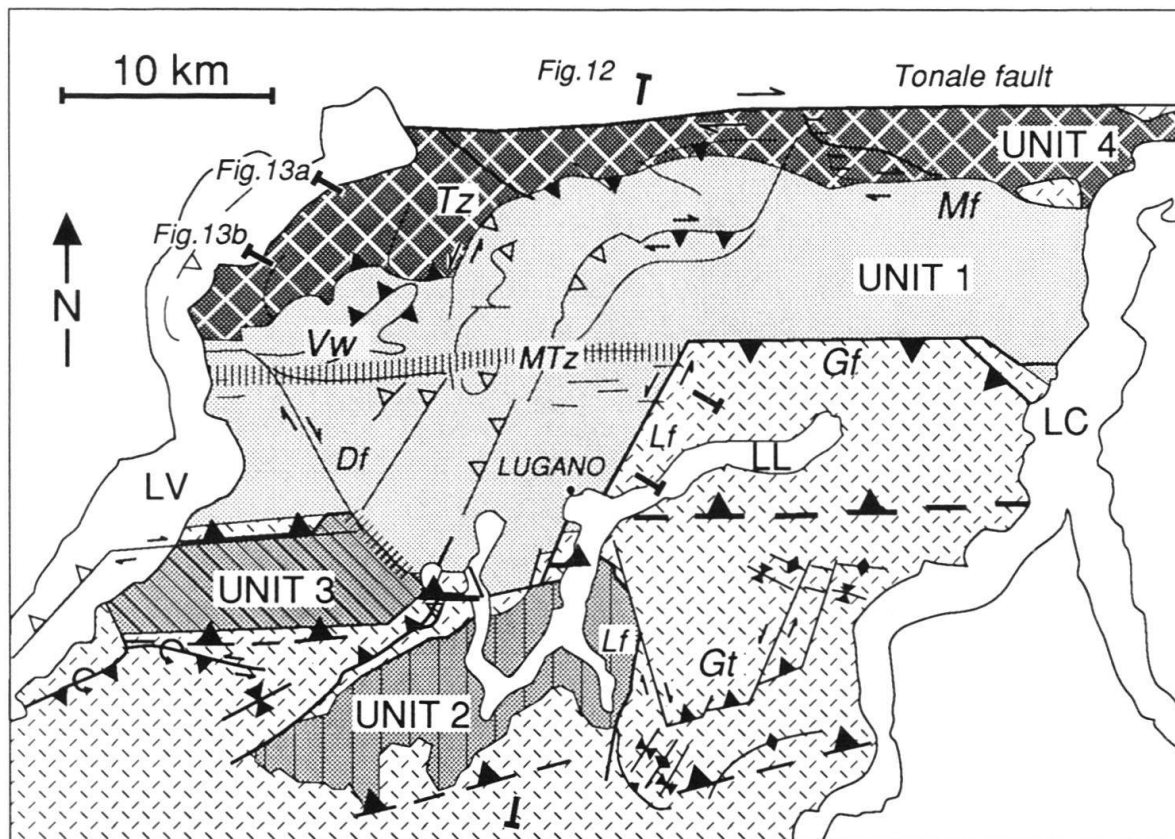 10 km
Fig.12
Tonale fault
UNIT 4
Fig.13a
Tz
Mf
Fig.13b
N
UNIT 1
Vw
MTz
Gf
LC
Df
Lf
LL
LUGANO
LV
UNIT 3
Lf
Gt
UNIT 2